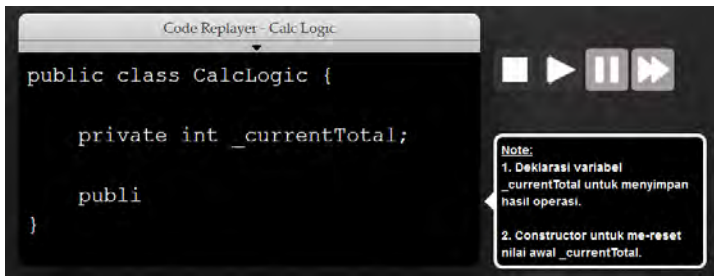 Code Replayer - Calc Logic
public class CalcLogic {
private int _currentTotal;
publi
}
Note:
1. Deklarasi variabel
_currentTotal untuk menyimpan
hasil operasi.
2. Constructor untuk me-reset
nilai awal _currentTotal.